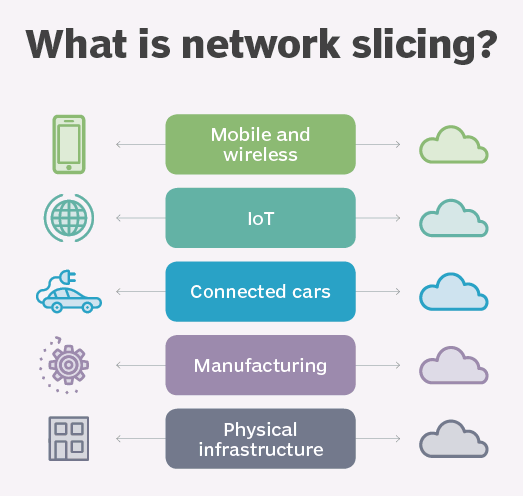 What is network slicing?
Mobile and
wireless
IoT
Connected cars
Manufacturing
Physical
infrastructure